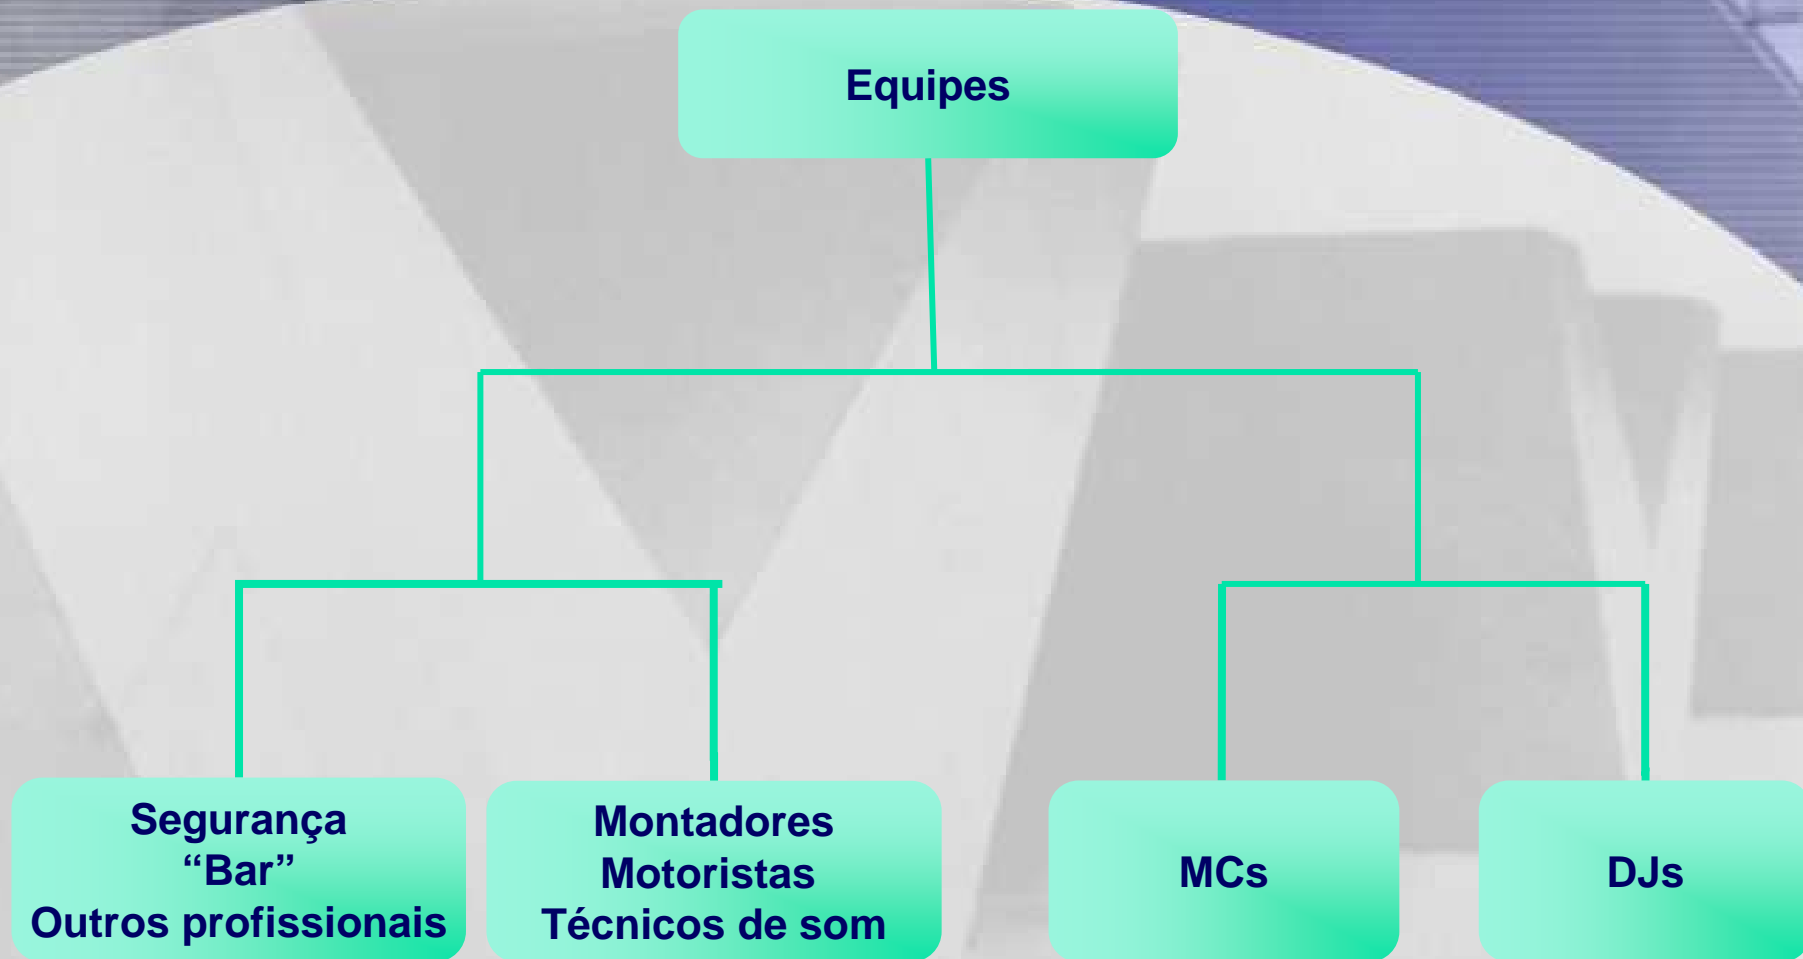 Equipes
Segurança
“Bar”
Outros profissionais
Montadores
Motoristas
Técnicos de som
MCs
DJs